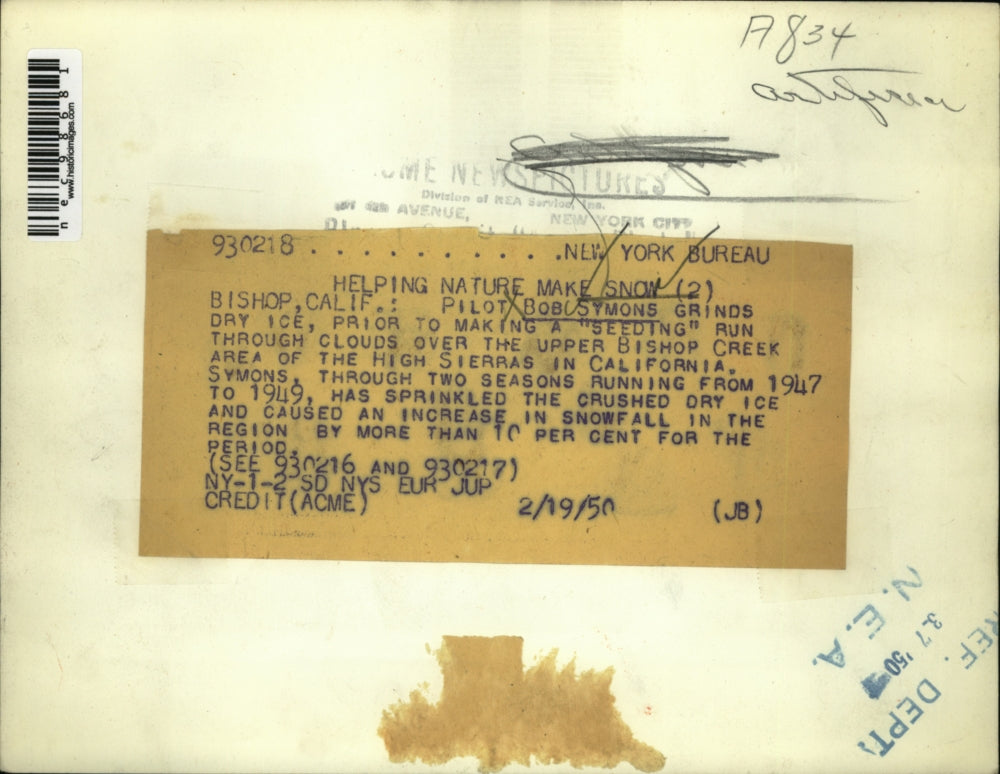 A834
ACME NEWSPICTURES
Division of NEA Service, Inc.
AVENUE, NEW YORK CITY
930218 . . . . . . . . . . .NEW YORK BUREAU
HELPING NATURE MAKE SNOW (2)
BISHOP,CALIF.: PILOT BOB SYMONS GRINDS
DRY ICE, PRIOR TO MAKING A "SEEDING" RUN
THROUGH CLOUDS OVER THE UPPER BISHOP CREEK
AREA OF THE HIGH SIERRAS IN CALIFORNIA.
SYMONS, THROUGH TWO SEASONS RUNNING FROM 1947
TO 1949, HAS SPRINKLED THE CRUSHED DRY ICE
AND CAUSED AN INCREASE IN SNOWFALL IN THE
REGION BY MORE THAN 10 PER CENT FOR THE
PERIOD.
(SEE 930216 AND 930217)
NY-1-2 SD NYS EUR JUP
CREDIT(ACME) 2/19/50 (JB)
nec98681
www.historicimages.com
REF. DEPT.
3 7 '50
N.E.A.